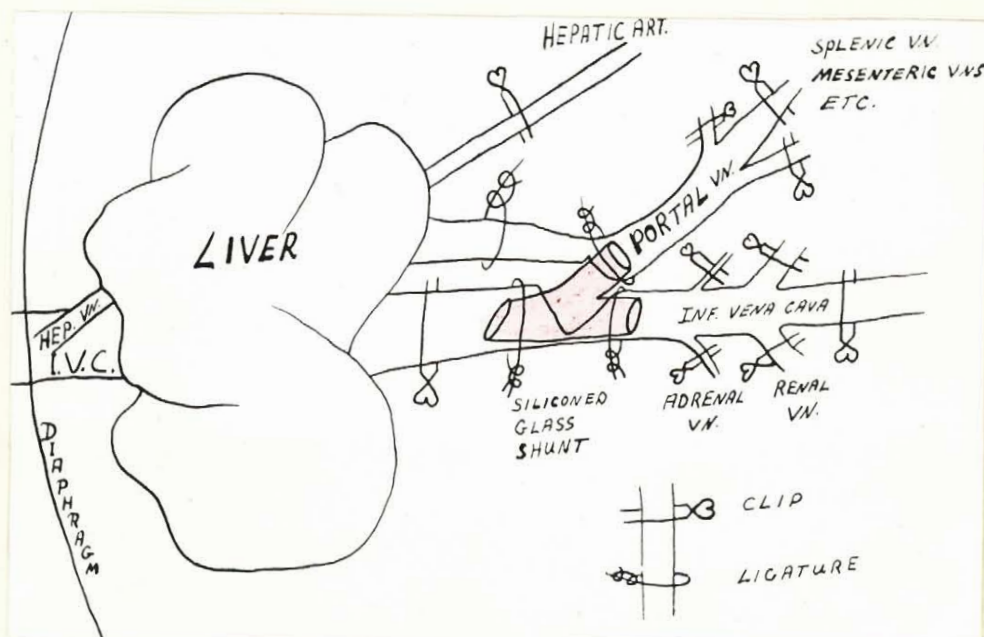 HEPATIC ART.
SPLENIC VN.
MESENTERIC VNS
ETC.
PORTAL VN.
LIVER
HEP. VN.
I.V.C.
INF. VENA CAVA
SILICONED
GLASS
SHUNT
ADRENAL
VN.
RENAL
VN.
DIAPHRAGM
CLIP
LIGATURE